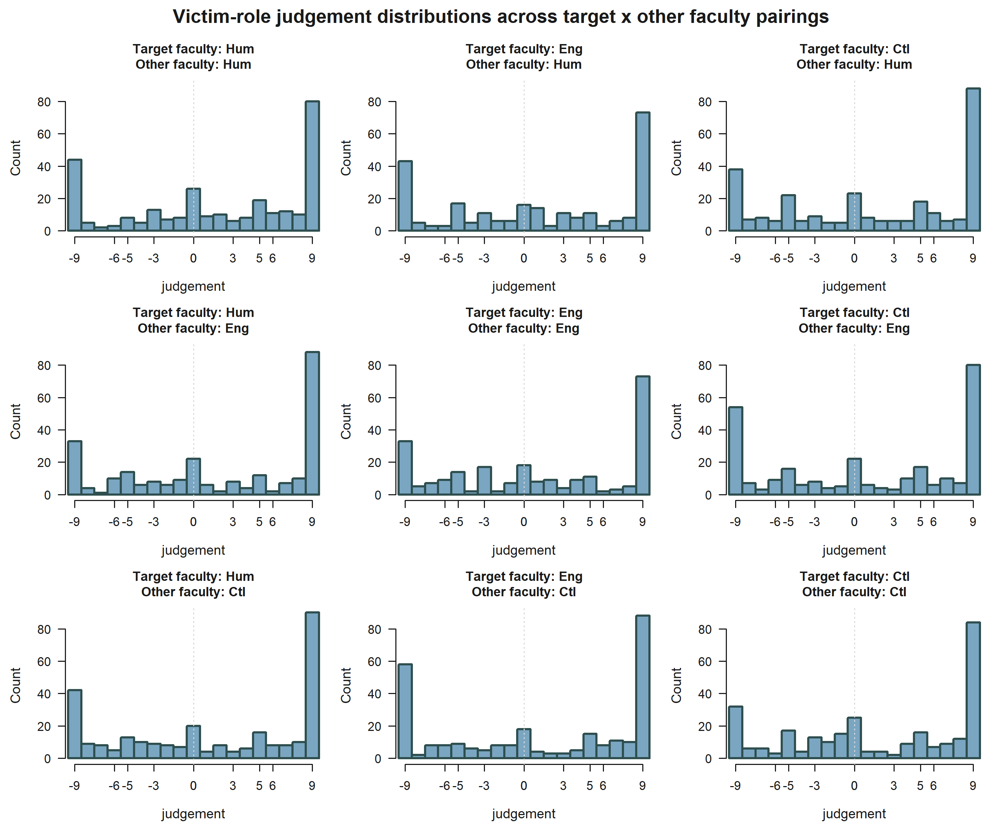 Victim-role judgement distributions across target x other faculty pairings
Target faculty: Hum
Other faculty: Hum
Count
80
60
40
20
0
-9 -6 -5 -3 0 3 5 6 9
judgement
Target faculty: Eng
Other faculty: Hum
Count
80
60
40
20
0
-9 -6 -5 -3 0 3 5 6 9
judgement
Target faculty: Ctl
Other faculty: Hum
Count
80
60
40
20
0
-9 -6 -5 -3 0 3 5 6 9
judgement
Target faculty: Hum
Other faculty: Eng
Count
80
60
40
20
0
-9 -6 -5 -3 0 3 5 6 9
judgement
Target faculty: Eng
Other faculty: Eng
Count
80
60
40
20
0
-9 -6 -5 -3 0 3 5 6 9
judgement
Target faculty: Ctl
Other faculty: Eng
Count
80
60
40
20
0
-9 -6 -5 -3 0 3 5 6 9
judgement
Target faculty: Hum
Other faculty: Ctl
Count
80
60
40
20
0
-9 -6 -5 -3 0 3 5 6 9
judgement
Target faculty: Eng
Other faculty: Ctl
Count
80
60
40
20
0
-9 -6 -5 -3 0 3 5 6 9
judgement
Target faculty: Ctl
Other faculty: Ctl
Count
80
60
40
20
0
-9 -6 -5 -3 0 3 5 6 9
judgement